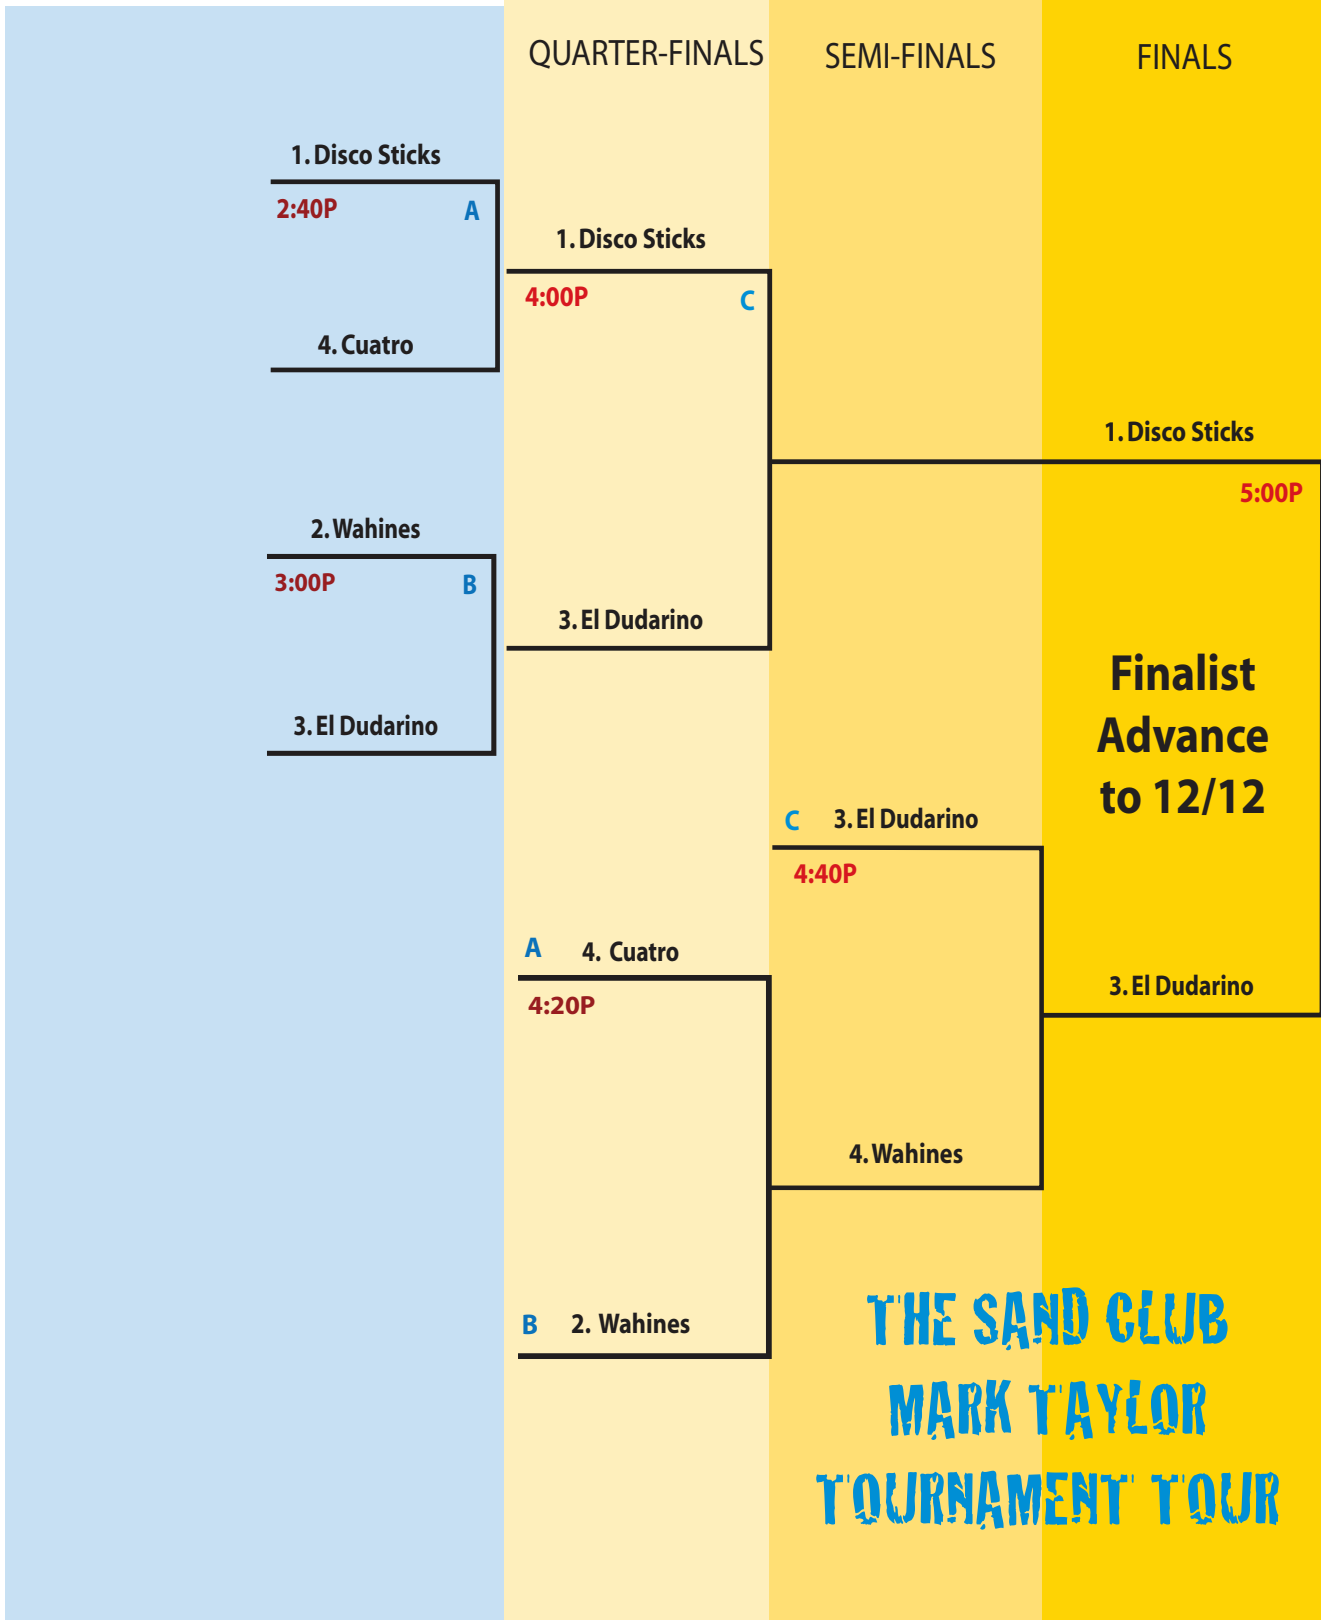 QUARTER-FINALS
SEMI-FINALS
FINALS
1. Disco Sticks
2:40P
A
4. Cuatro
2. Wahines
3:00P
B
3. El Dudarino
1. Disco Sticks
4:00P
C
3. El Dudarino
A
4. Cuatro
4:20P
B
2. Wahines
C
3. El Dudarino
4:40P
4. Wahines
1. Disco Sticks
5:00P
Finalist
Advance
to 12/12
3. El Dudarino
THE SAND CLUB
MARK TAYLOR
TOURNAMENT TOUR